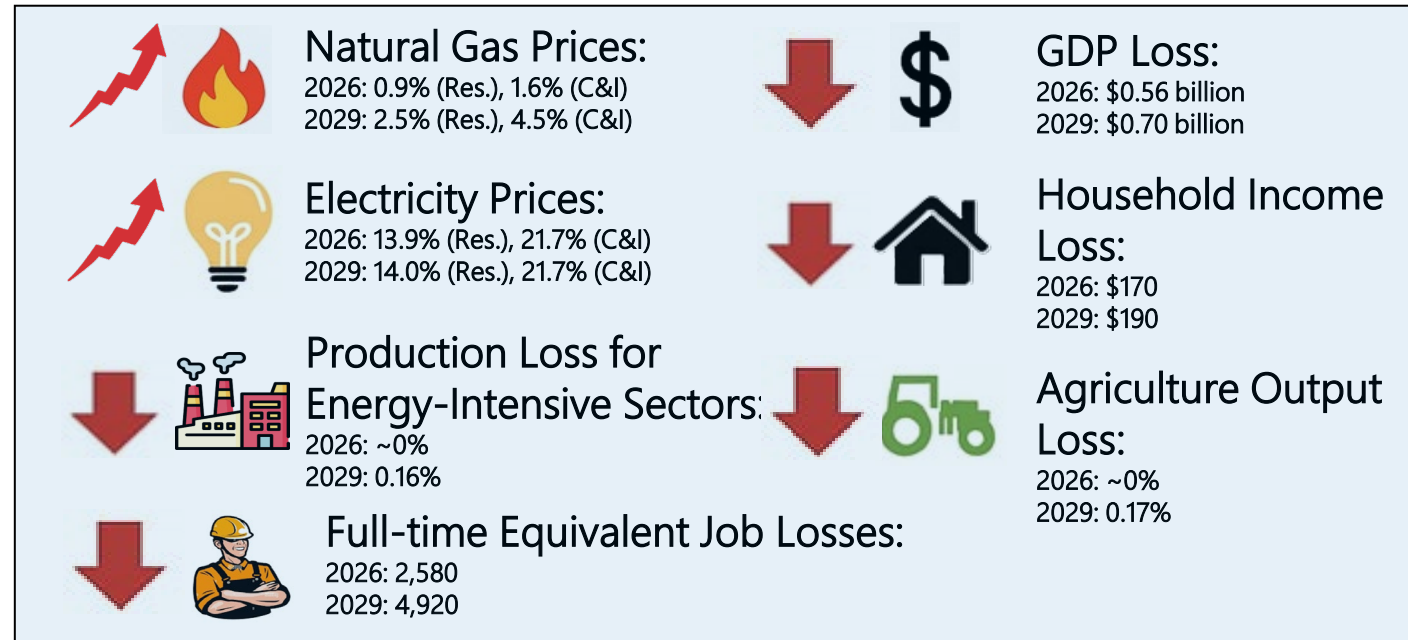 Natural Gas Prices:
2026: 0.9% (Res.), 1.6% (C&I)
2029: 2.5% (Res.), 4.5% (C&I)
Electricity Prices:
2026: 13.9% (Res.), 21.7% (C&I)
2029: 14.0% (Res.), 21.7% (C&I)
Production Loss for
Energy-Intensive Sectors:
2026: ~0%
2029: 0.16%
Full-time Equivalent Job Losses:
2026: 2,580
2029: 4,920
$
GDP Loss:
2026: $0.56 billion
2029: $0.70 billion
Household Income
Loss:
2026: $170
2029: $190
Agriculture Output
Loss:
2026: ~0%
2029: 0.17%